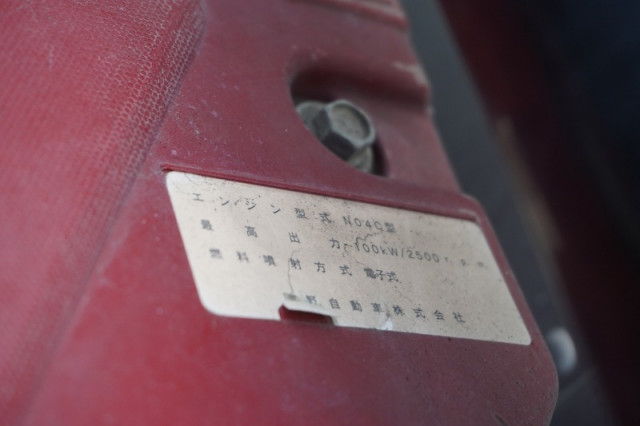 エンジン型式 N04C型
最高出力 100kW/2500r.p.m
燃料噴射方式 電子式
野自動車株式会社